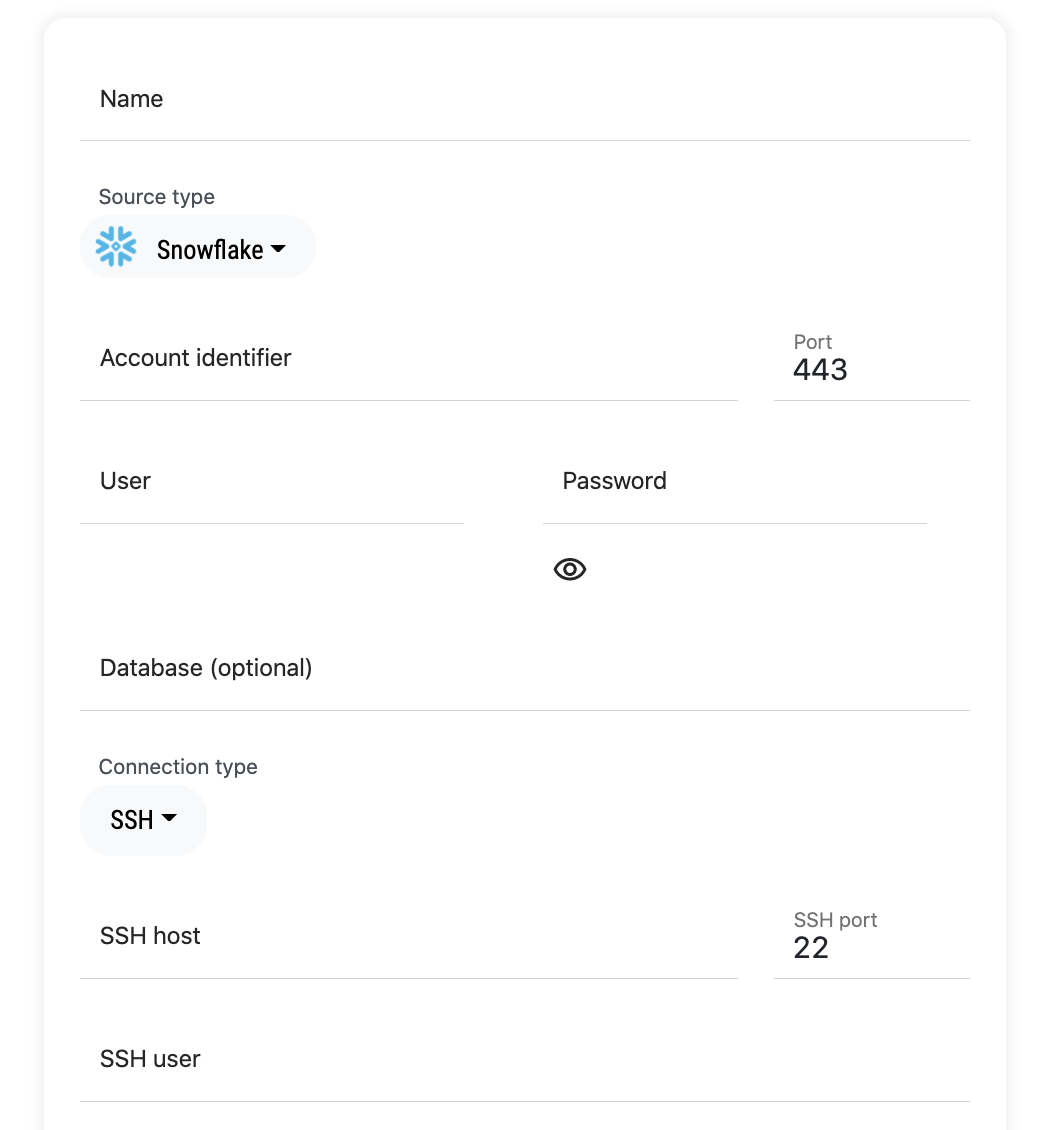 Name
Source type
Snowflake
Account identifier
Port
443
User
Password
Database (optional)
Connection type
SSH
SSH host
SSH port
22
SSH user